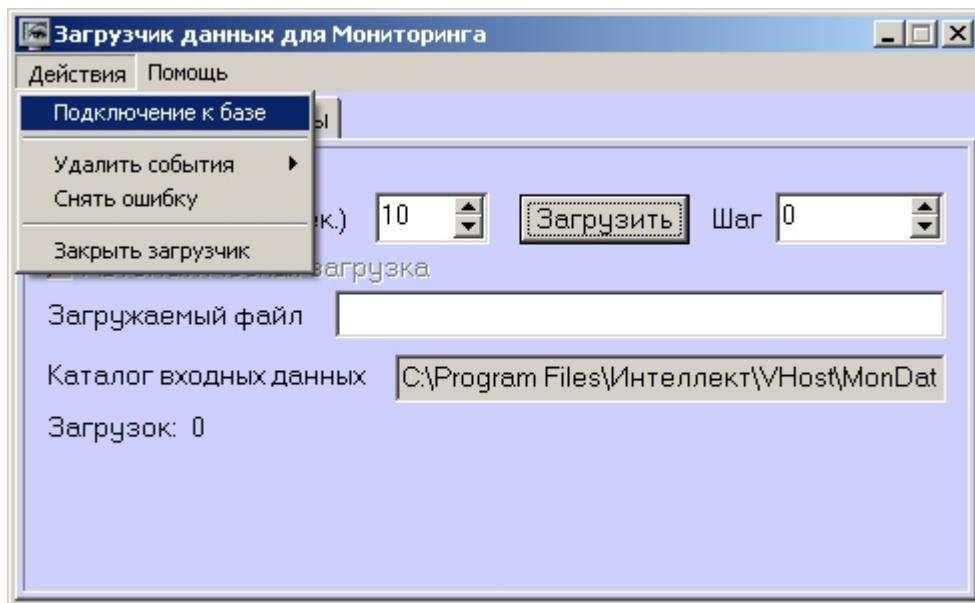 Загрузчик данных для Мониторинга
Действия Помощь
Подключение к базе
Удалить события
Снять ошибку
Закрыть загрузчик
10 Загрузить Шаг 0
загрузка
Загружаемый файл
Каталог входных данных C:\Program Files\Интеллект\VHost\MonDat
Загрузок: 0